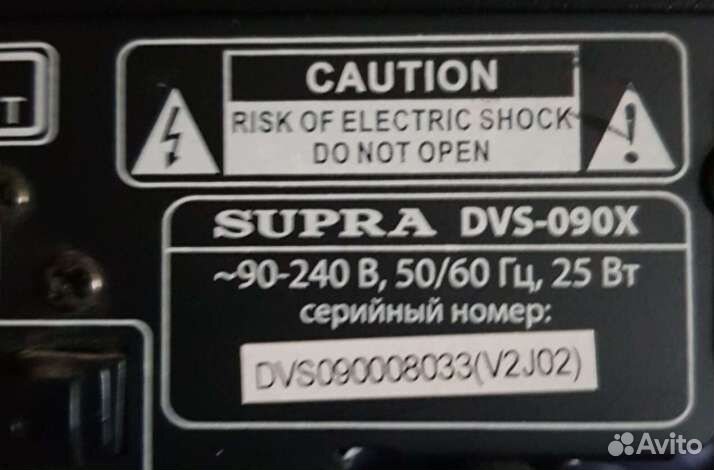 CAUTION
RISK OF ELECTRIC SHOCK
DO NOT OPEN
T
SUPRA DVS-090X
~90-240 В, 50/60 Гц, 25 Вт
серийный номер:
DVS090008033(V2J02)
Avito